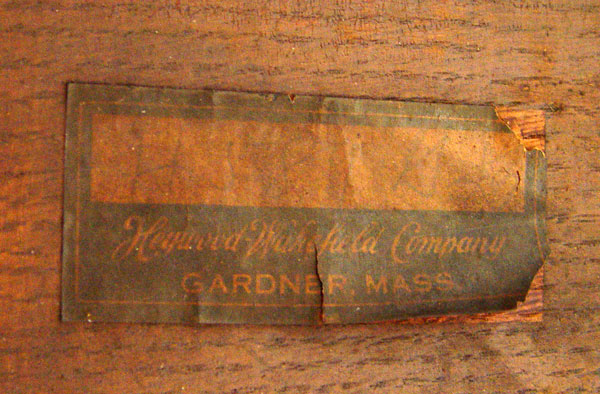 Heywood-Wakefield Company
GARDNER, MASS.